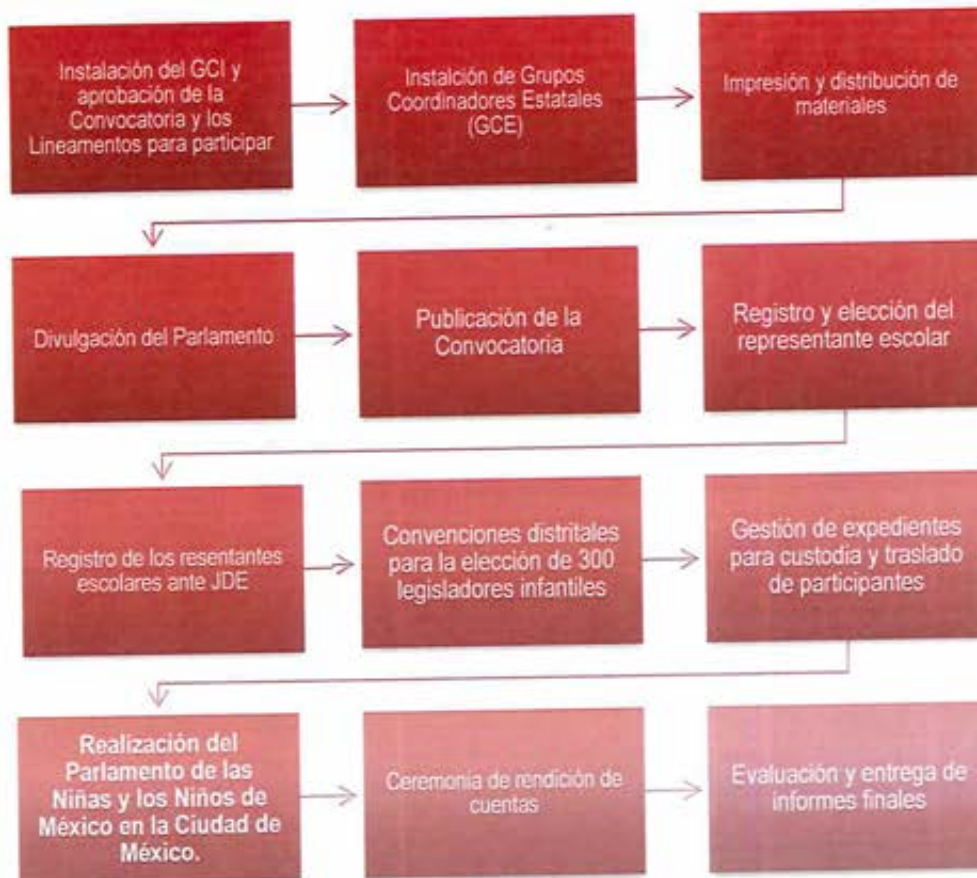 Instalación del GCI y
aprobación de la
Convocatoria y los
Lineamentos para participar
Instalción de Grupos
Coordinadores Estatales
(GCE)
Impresión y distribución de
materiales
Divulgación del Parlamento
Publicación de la
Convocatoria
Registro y elección del
representante escolar
Registro de los resentantes
escolares ante JDE
Convenciones distritales
para la elección de 300
legisladores infantiles
Gestión de expedientes
para custodia y traslado
de participantes
Realización del
Parlamento de las
Niñas y los Niños de
México en la Ciudad de
México.
Ceremonia de rendición de
cuentas
Evaluación y entrega de
informes finales